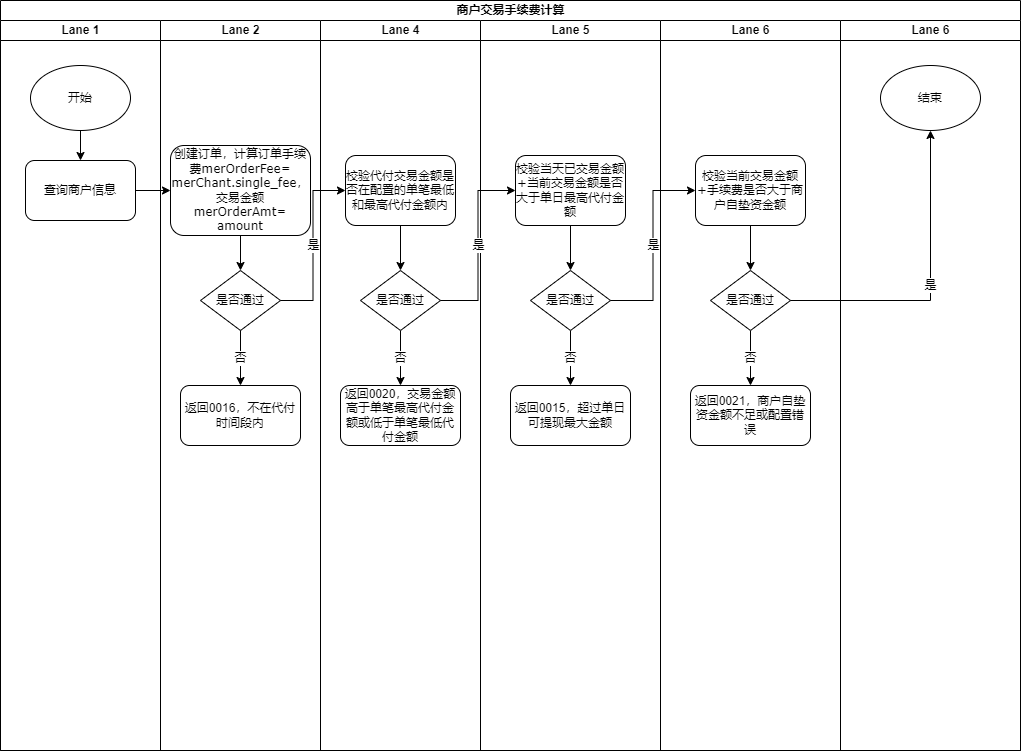 商户交易手续费计算
Lane 1
Lane 2
Lane 4
Lane 5
Lane 6
Lane 6
开始
查询商户信息
创建订单，计算订单手续
费merOrderFee=
merChant.single_fee，
交易金额
merOrderAmt=
amount
是否通过
是
否
返回0016，不在代付
时间段内
校验代付交易金额是
否在配置的单笔最低
和最高代付金额内
是否通过
是
否
返回0020，交易金额
高于单笔最高代付金
额或低于单笔最低代
付金额
校验当天已交易金额
+当前交易金额是否
大于单日最高代付金
额
是否通过
是
否
返回0015，超过单日
可提现最大金额
校验当前交易金额
+手续费是否大于商
户自垫资金额
是否通过
是
否
返回0021，商户自垫
资金额不足或配置错
误
结束